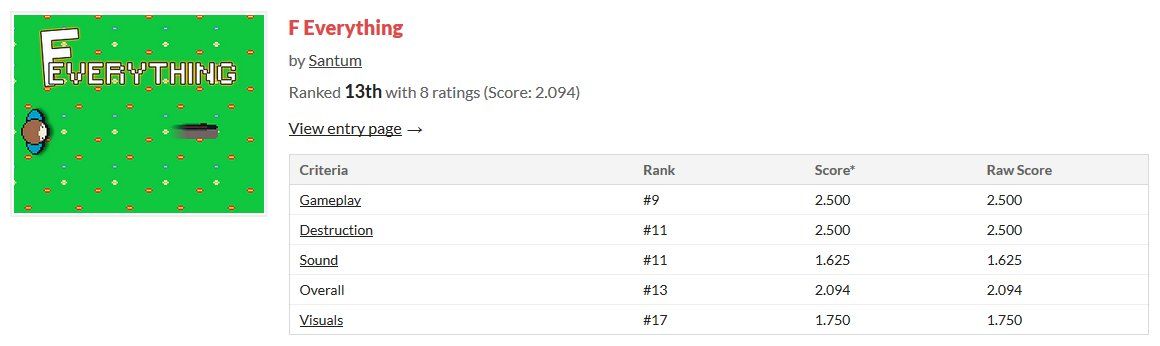 F
EVERYTHING
F Everything
by Santum
Ranked 13th with 8 ratings (Score: 2.094)
View entry page →
Criteria Rank Score* Raw Score
Gameplay #9 2.500 2.500
Destruction #11 2.500 2.500
Sound #11 1.625 1.625
Overall #13 2.094 2.094
Visuals #17 1.750 1.750